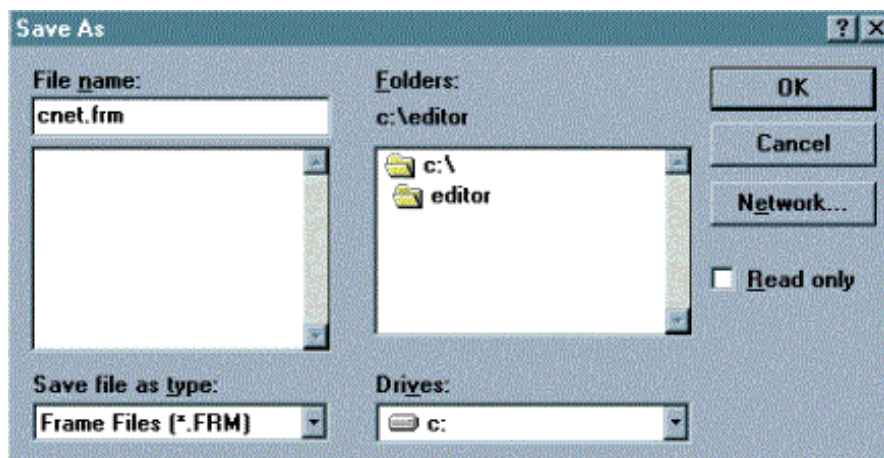 Save As
File name:
cnet.frm
Folders:
c:\editor
c:\
editor
OK
Cancel
Network...
Read only
Save file as type:
Frame Files (*.FRM)
Drives:
c: